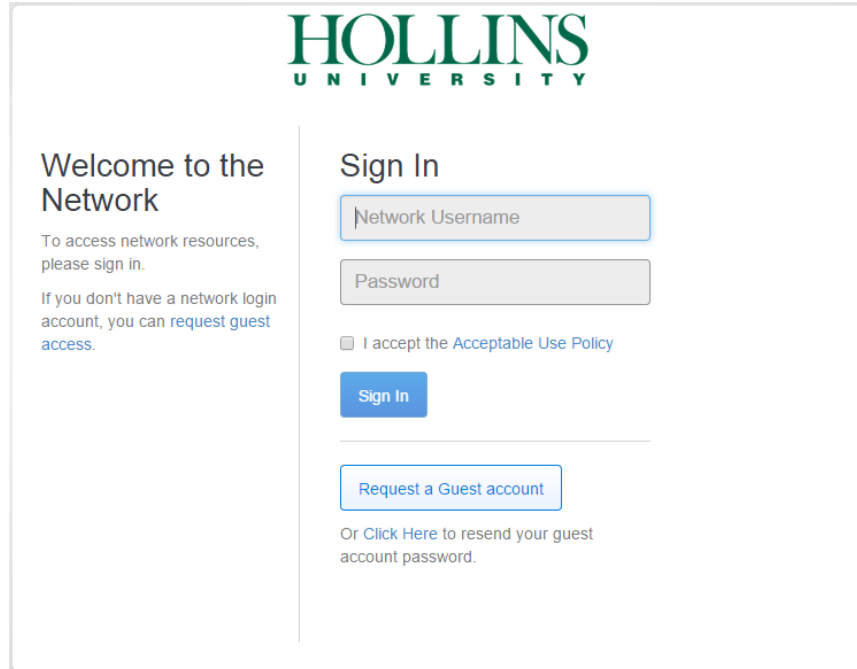 HOLLINS
UNIVERSITY
Welcome to the
Network
To access network resources,
please sign in.
If you don't have a network login
account, you can request guest
access.
Sign In
Network Username
Password
I accept the Acceptable Use Policy
Sign In
Request a Guest account
Or Click Here to resend your guest
account password.